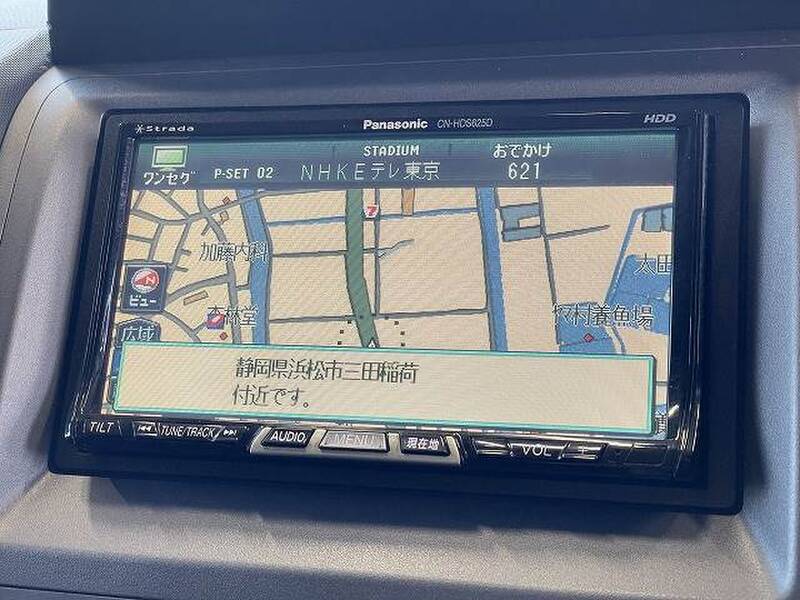 Strada
Panasonic CN-HDS625D
HDD
STADIUM
おでかけ
ワンセグ P-SET 02 NHKEテレ東京 621
加藤内科
太田
ビュー
杏林堂
村養魚場
広域
静岡県浜松市三田稲荷
付近です。
TILT TUNE/TRACK AUDIO MENU 現在地 VOL +